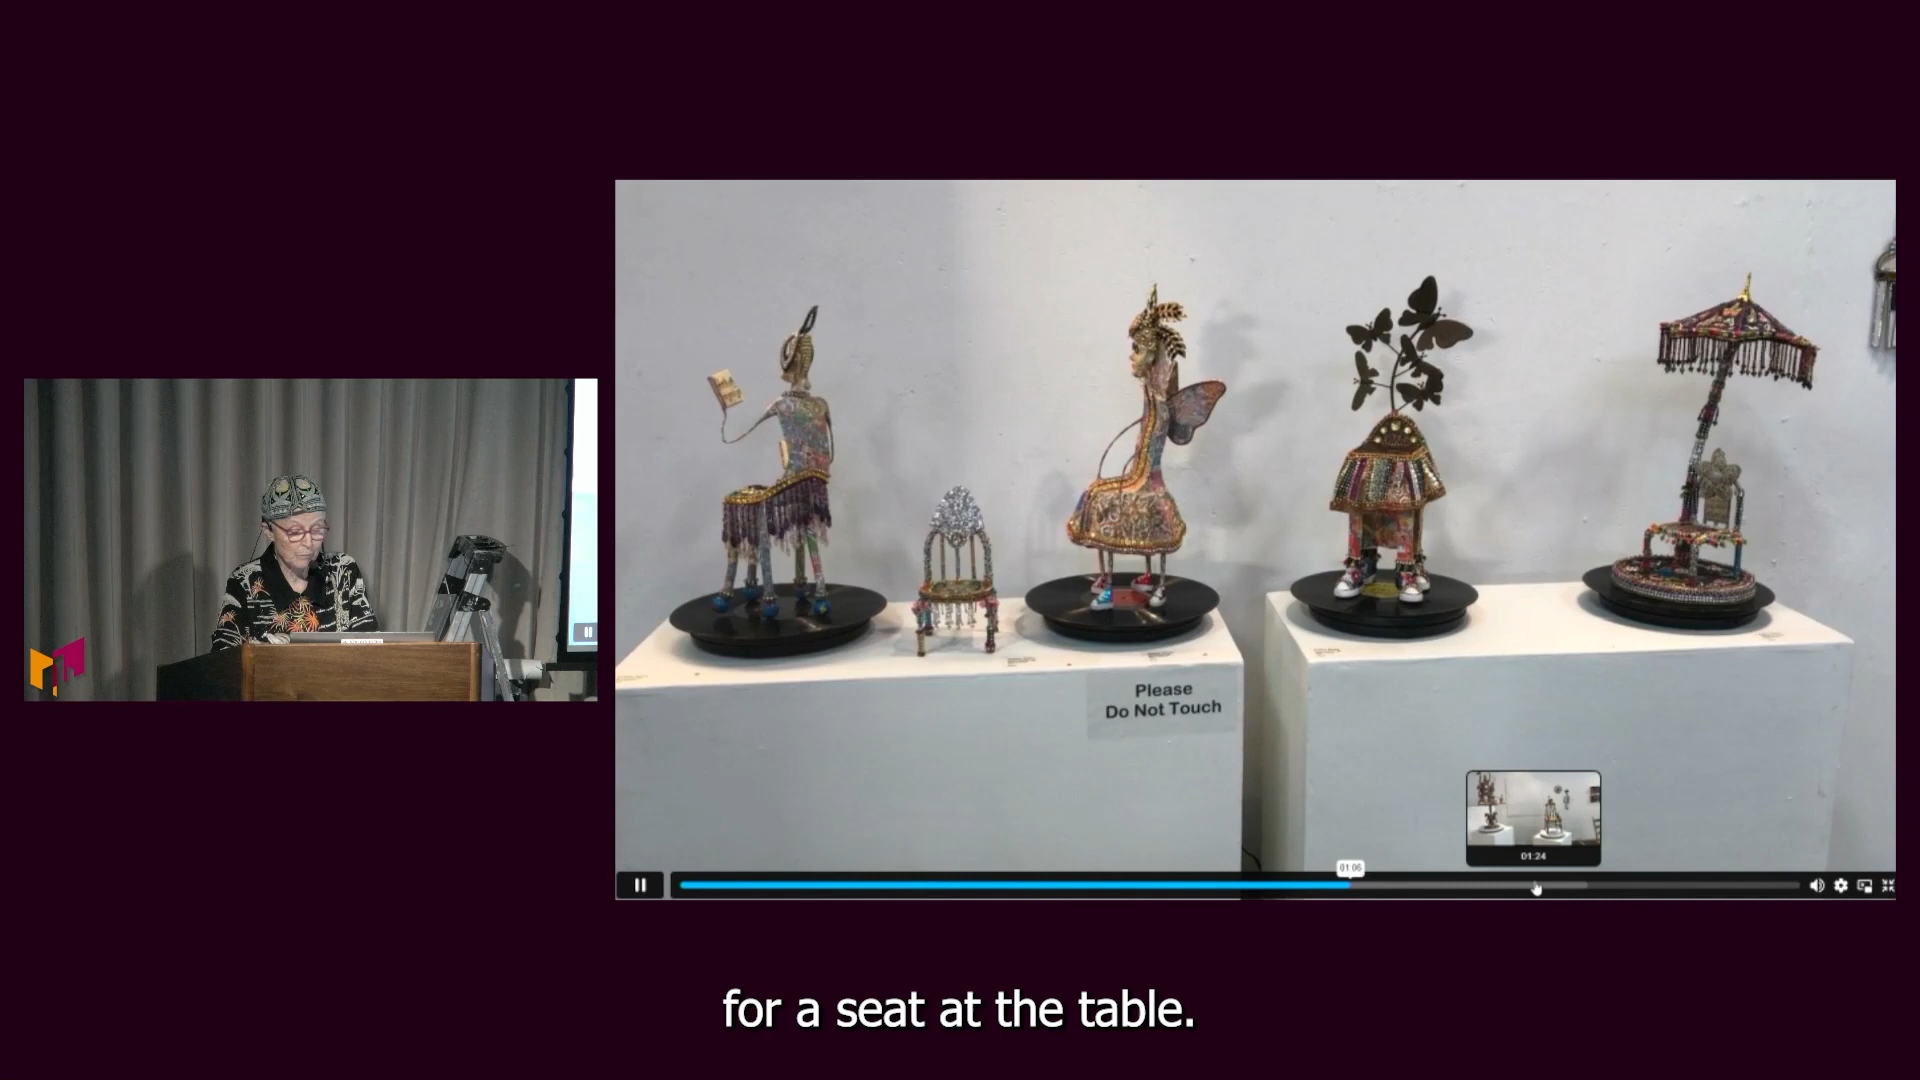 Please
Do Not Touch
01:24
01:06
for a seat at the table.